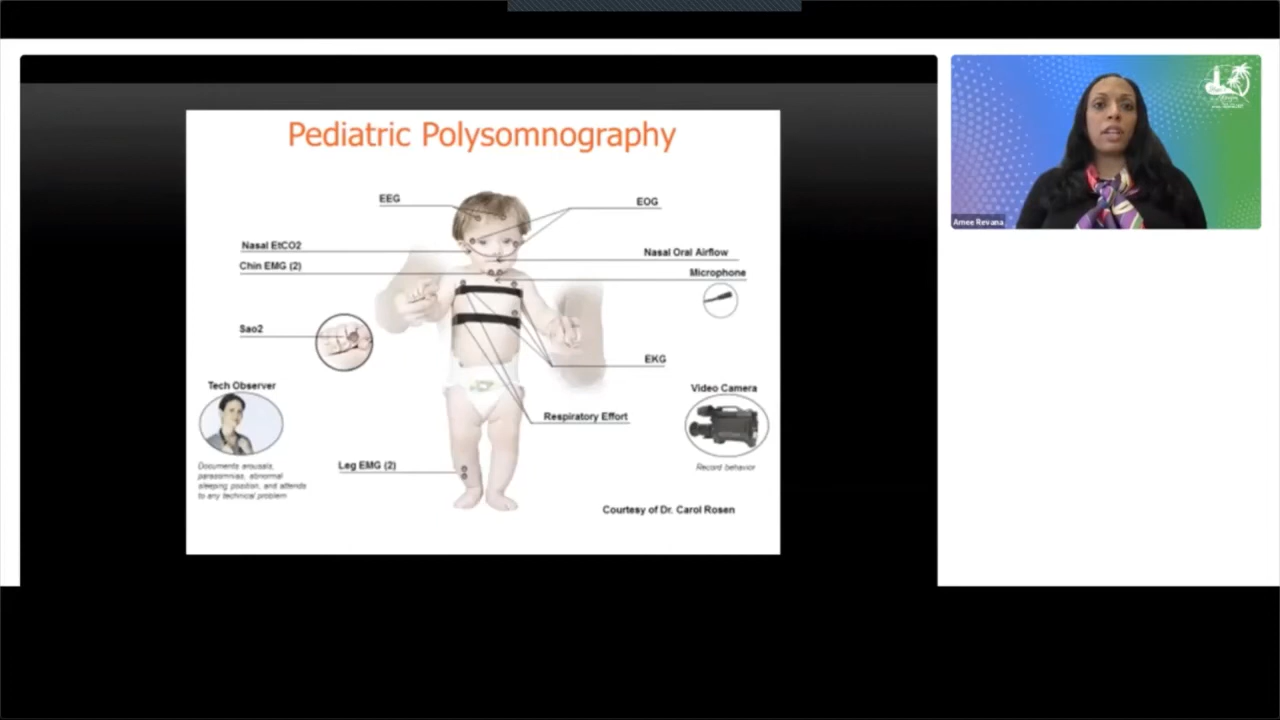 Pediatric Polysomnography
EEG
EOG
Nasal EtCO2
Nasal Oral Airflow
Chin EMG (2)
Microphone
Sao2
EKG
Tech Observer
Video Camera
Respiratory Effort
Leg EMG (2)
Documents arousals,
parasomnias, abnormal
sleeping position, and attends
to any technical problem
Record behavior
Courtesy of Dr. Carol Rosen
Amee Revana